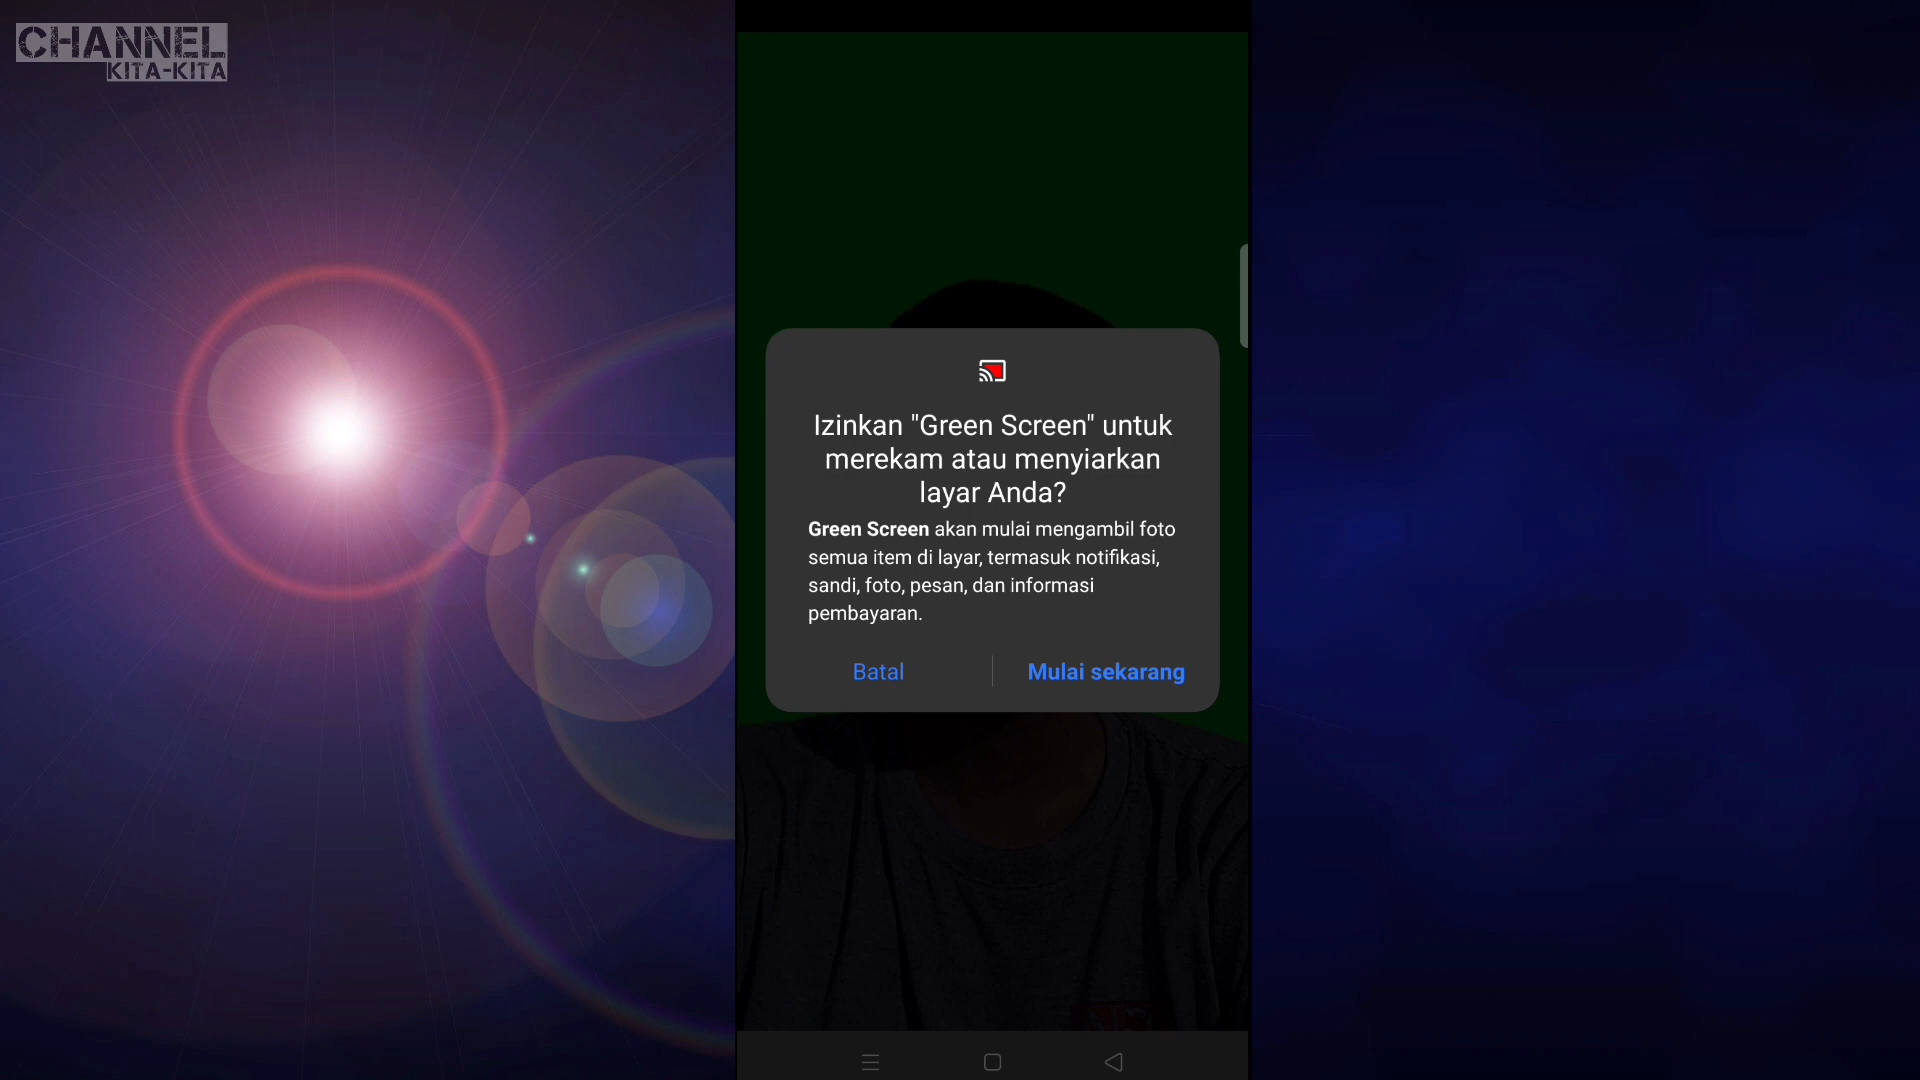 CHANNEL
KITA-KITA
Izinkan "Green Screen" untuk
merekam atau menyiarkan
layar Anda?
Green Screen akan mulai mengambil foto
semua item di layar, termasuk notifikasi,
sandi, foto, pesan, dan informasi
pembayaran.
Batal
Mulai sekarang